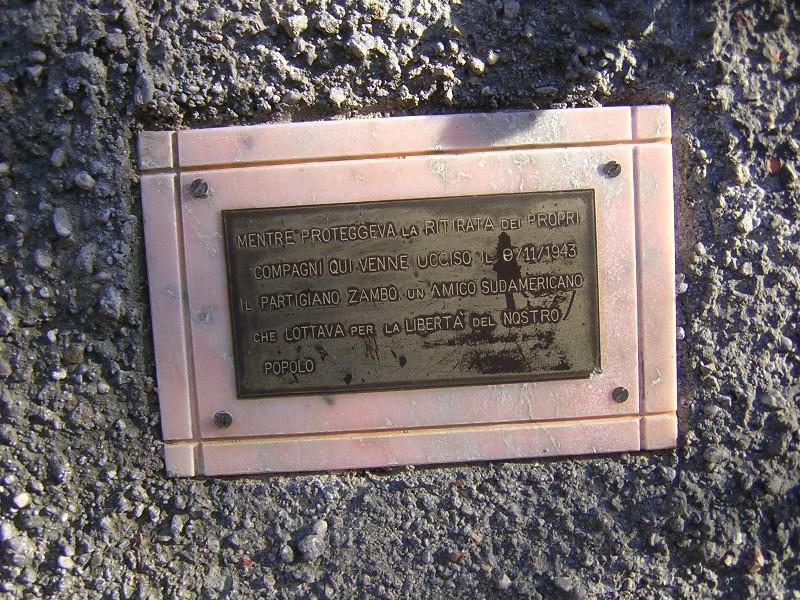 MENTRE PROTEGGEVA LA RITIRATA DEI PROPRI
COMPAGNI QUI VENNE UCCISO IL 9/11/1943
IL PARTIGIANO ZAMBO, UN AMICO SUDAMERICANO
CHE LOTTAVA PER LA LIBERTÀ DEL NOSTRO
POPOLO